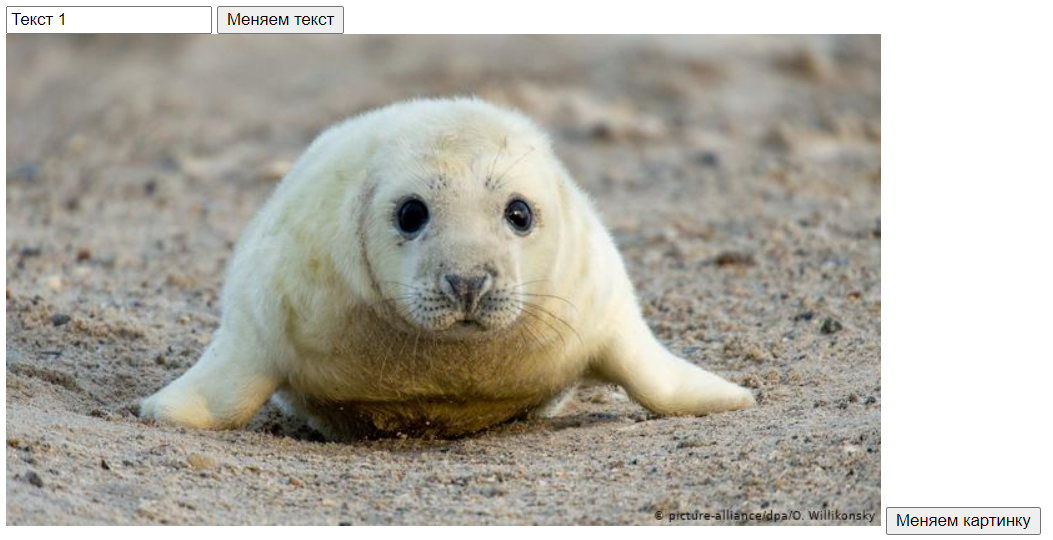 Текст 1
Меняем текст
© picture-alliance/dpa/O. Willikonsky
Меняем картинку